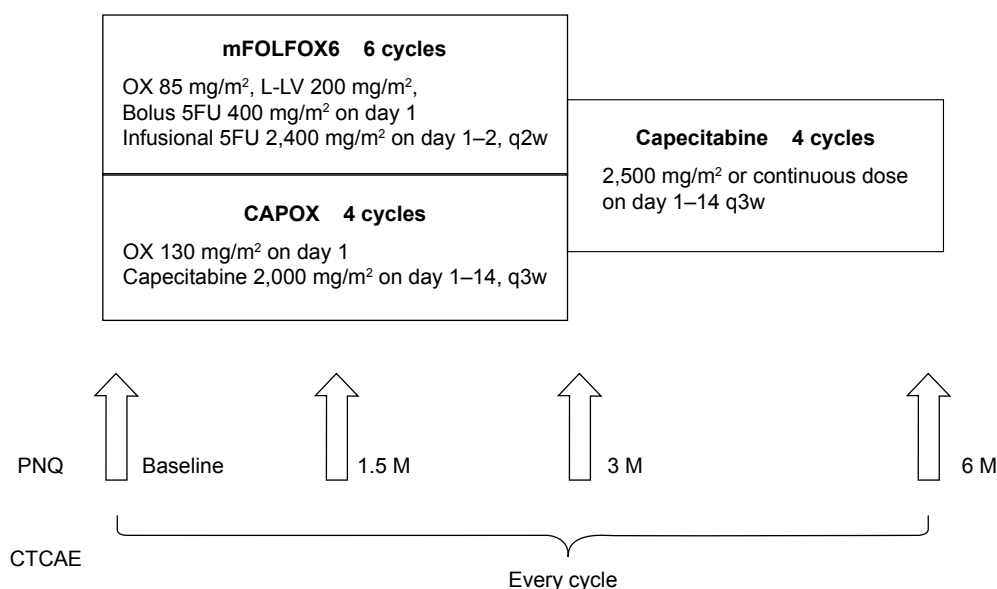 mFOLFOX6 6 cycles
OX 85 mg/m², L-LV 200 mg/m²,
Bolus 5FU 400 mg/m² on day 1
Infusional 5FU 2,400 mg/m² on day 1–2, q2w
CAPOX 4 cycles
OX 130 mg/m² on day 1
Capecitabine 2,000 mg/m² on day 1–14, q3w
Capecitabine 4 cycles
2,500 mg/m² or continuous dose
on day 1–14 q3w
PNQ Baseline 1.5 M 3 M 6 M
CTCAE
Every cycle